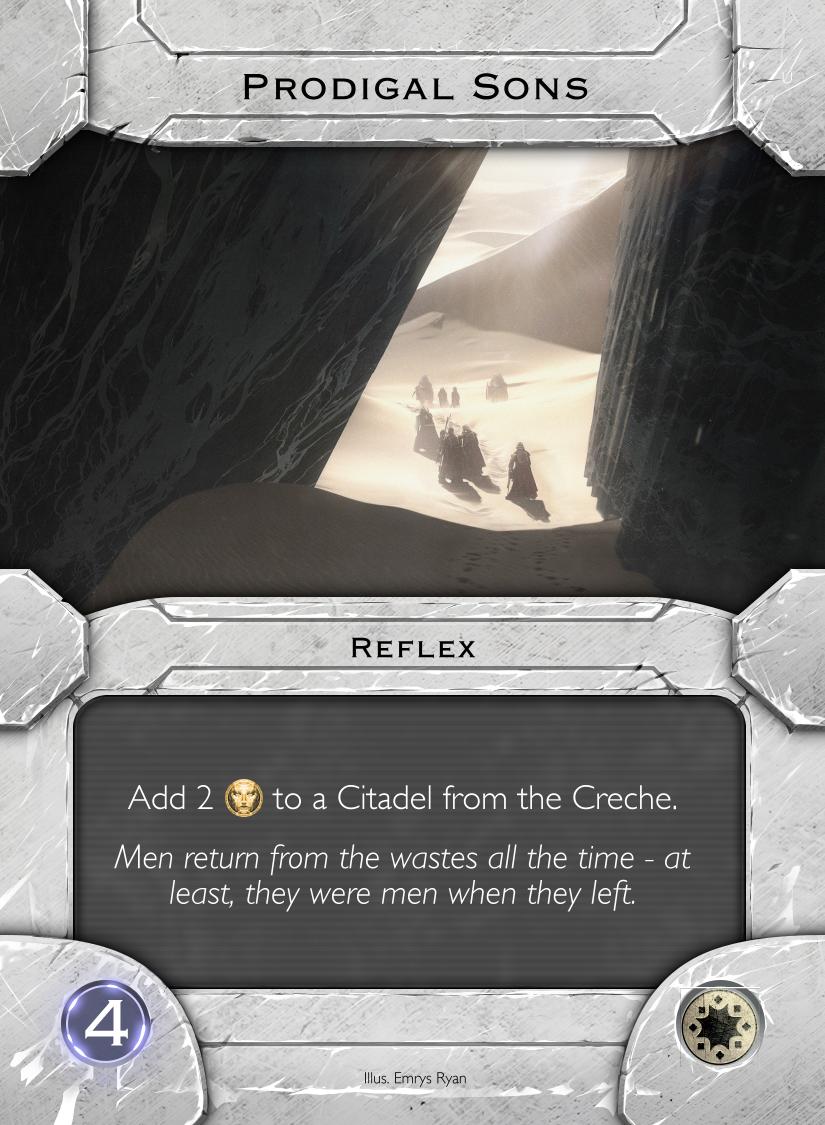 Prodigal Sons
Reflex
Add 2 to a Citadel from the Creche.
Men return from the wastes all the time - at
least, they were men when they left.
4
Illus. Emrys Ryan